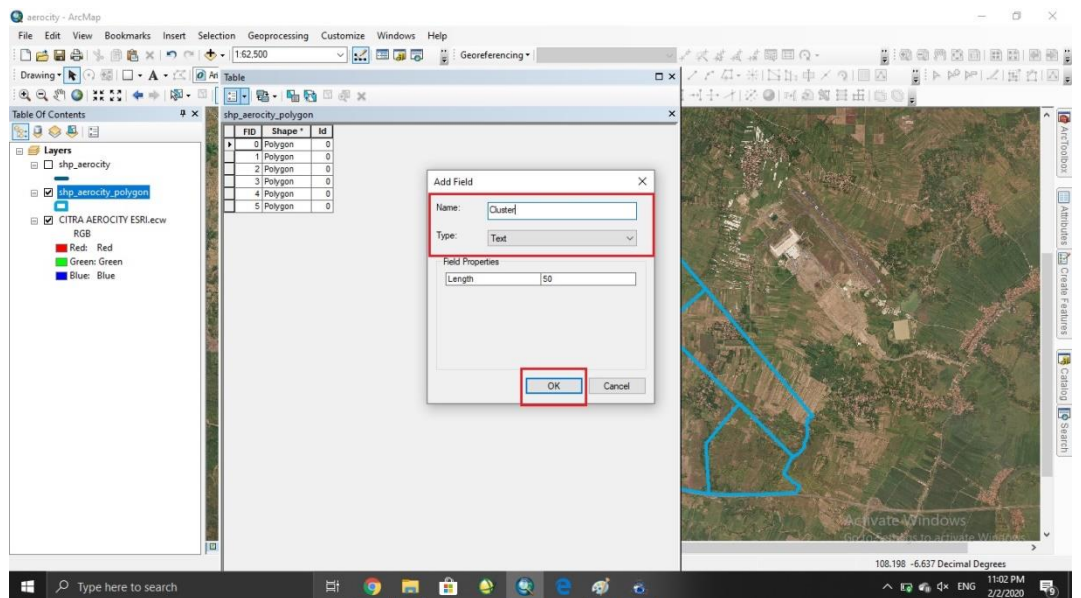 aerocity - ArcMap
File Edit View Bookmarks Insert Selection Geoprocessing Customize Windows Help
1:62,500 Georeferencing
Drawing A
Table
Table Of Contents
shp_aerocity_polygon
Layers
shp_aerocity
shp_aerocity_polygon
CITRA AEROCITY ESRI.ecw
RGB
Red: Red
Green: Green
Blue: Blue
FID Shape * Id
0 Polygon 0
1 Polygon 0
2 Polygon 0
3 Polygon 0
4 Polygon 0
5 Polygon 0
Add Field
Name: Cluster
Type: Text
Field Properties
Length 50
OK Cancel
ArcToolbox
Attributes
Create Features
Catalog
Search
Activate Windows
108.198 -6.637 Decimal Degrees
Type here to search
ENG
11:02 PM
2/2/2020